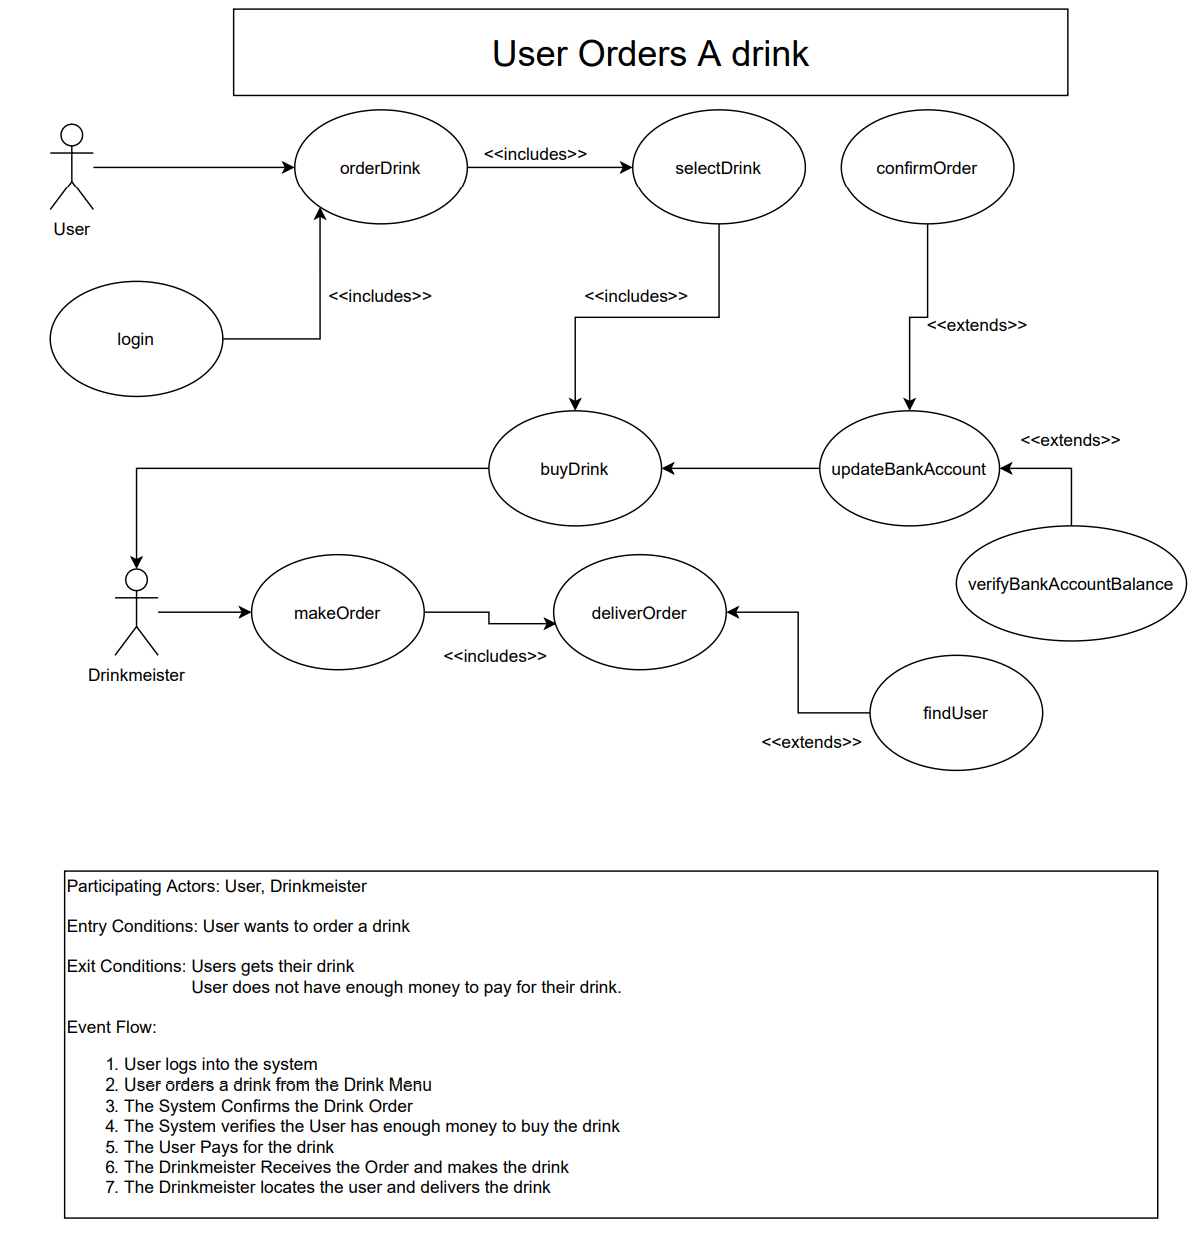 User Orders A drink
orderDrink
<<includes>>
selectDrink
confirmOrder
User
<<includes>>
<<includes>>
<<extends>>
login
<<extends>>
buyDrink
updateBankAccount
verifyBankAccountBalance
makeOrder
deliverOrder
<<includes>>
Drinkmeister
findUser
<<extends>>
Participating Actors: User, Drinkmeister
Entry Conditions: User wants to order a drink
Exit Conditions: Users gets their drink
User does not have enough money to pay for their drink.
Event Flow:
1. User logs into the system
2. User orders a drink from the Drink Menu
3. The System Confirms the Drink Order
4. The System verifies the User has enough money to buy the drink
5. The User Pays for the drink
6. The Drinkmeister Receives the Order and makes the drink
7. The Drinkmeister locates the user and delivers the drink